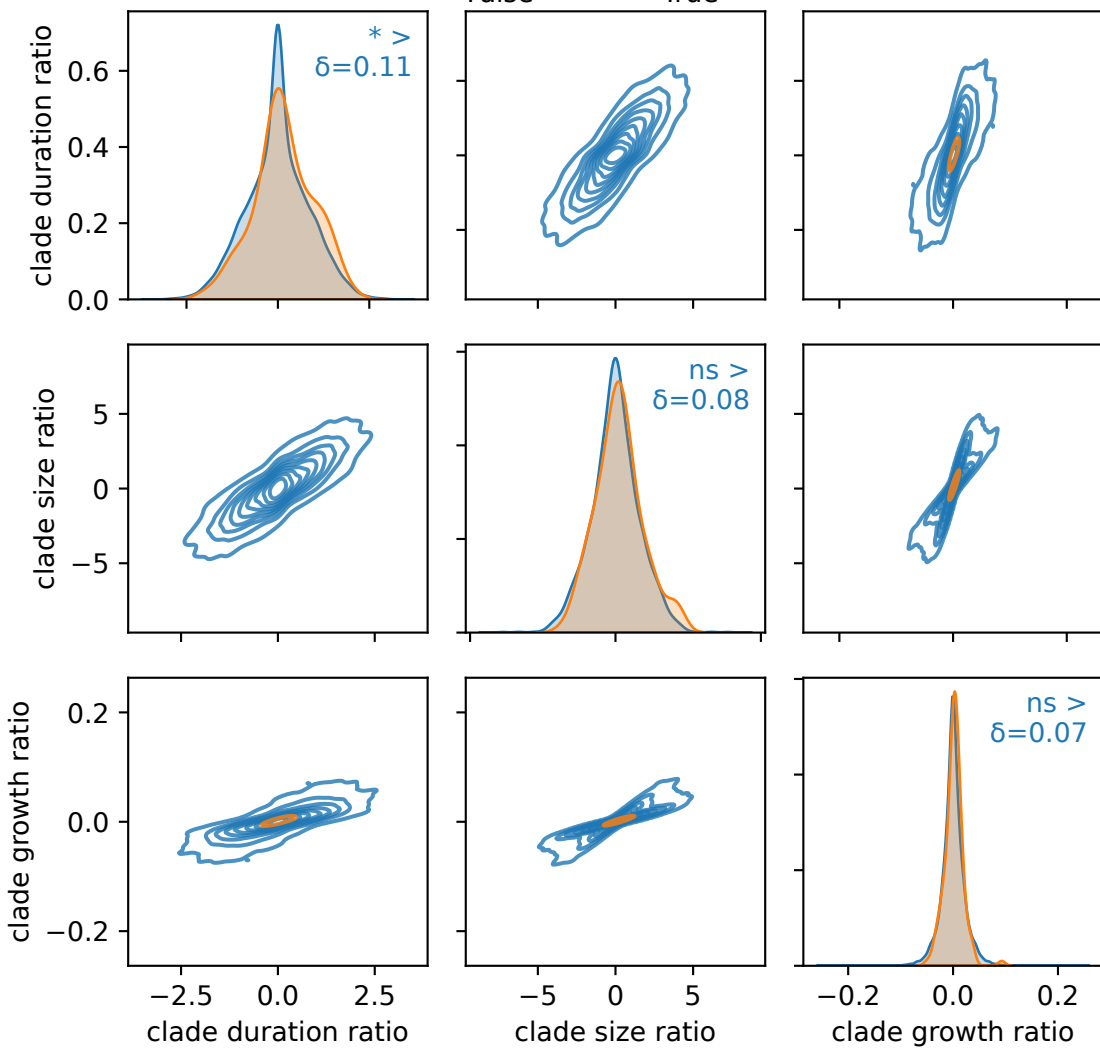 * >
δ=0.11
clade duration ratio
0.6
0.4
0.2
0.0
ns >
δ=0.08
clade size ratio
5
0
−5
ns >
δ=0.07
clade growth ratio
0.2
0.0
−0.2
−2.5 0.0 2.5
−5 0 5
−0.2 0.0 0.2
clade duration ratio
clade size ratio
clade growth ratio